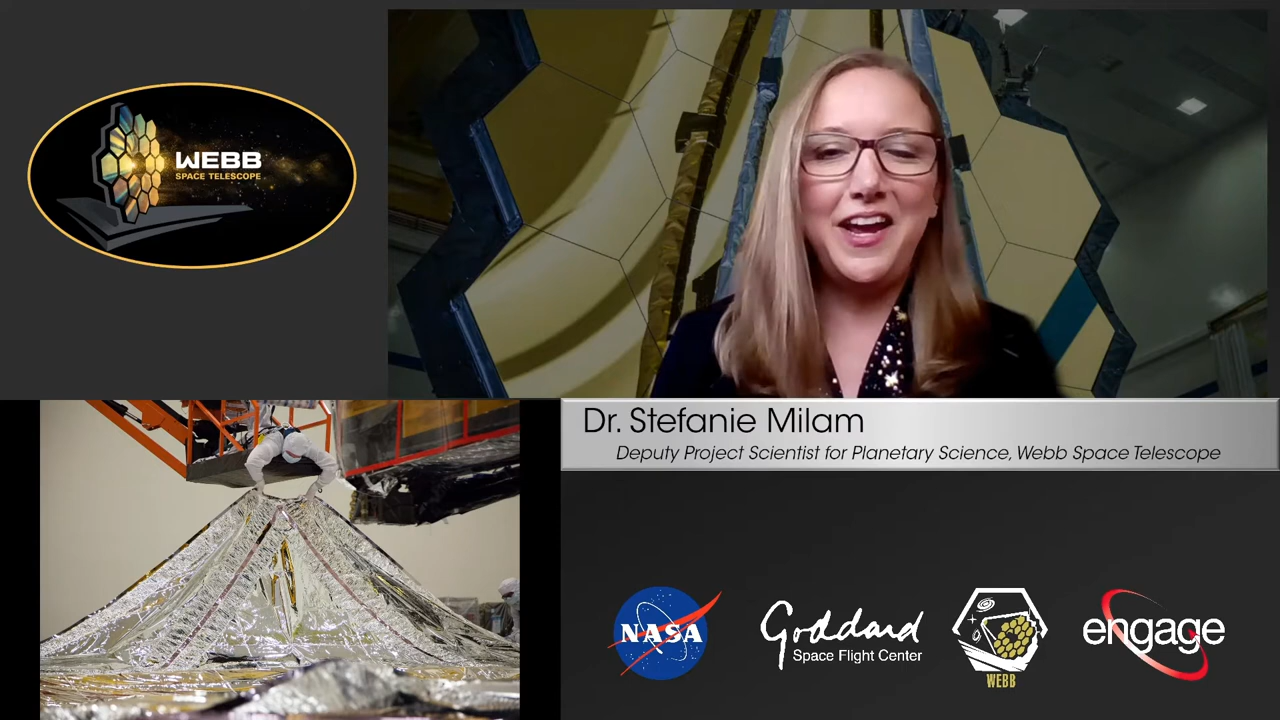 WEBB
SPACE TELESCOPE
Dr. Stefanie Milam
Deputy Project Scientist for Planetary Science, Webb Space Telescope
NASA
Goddard
Space Flight Center
WEBB
engage